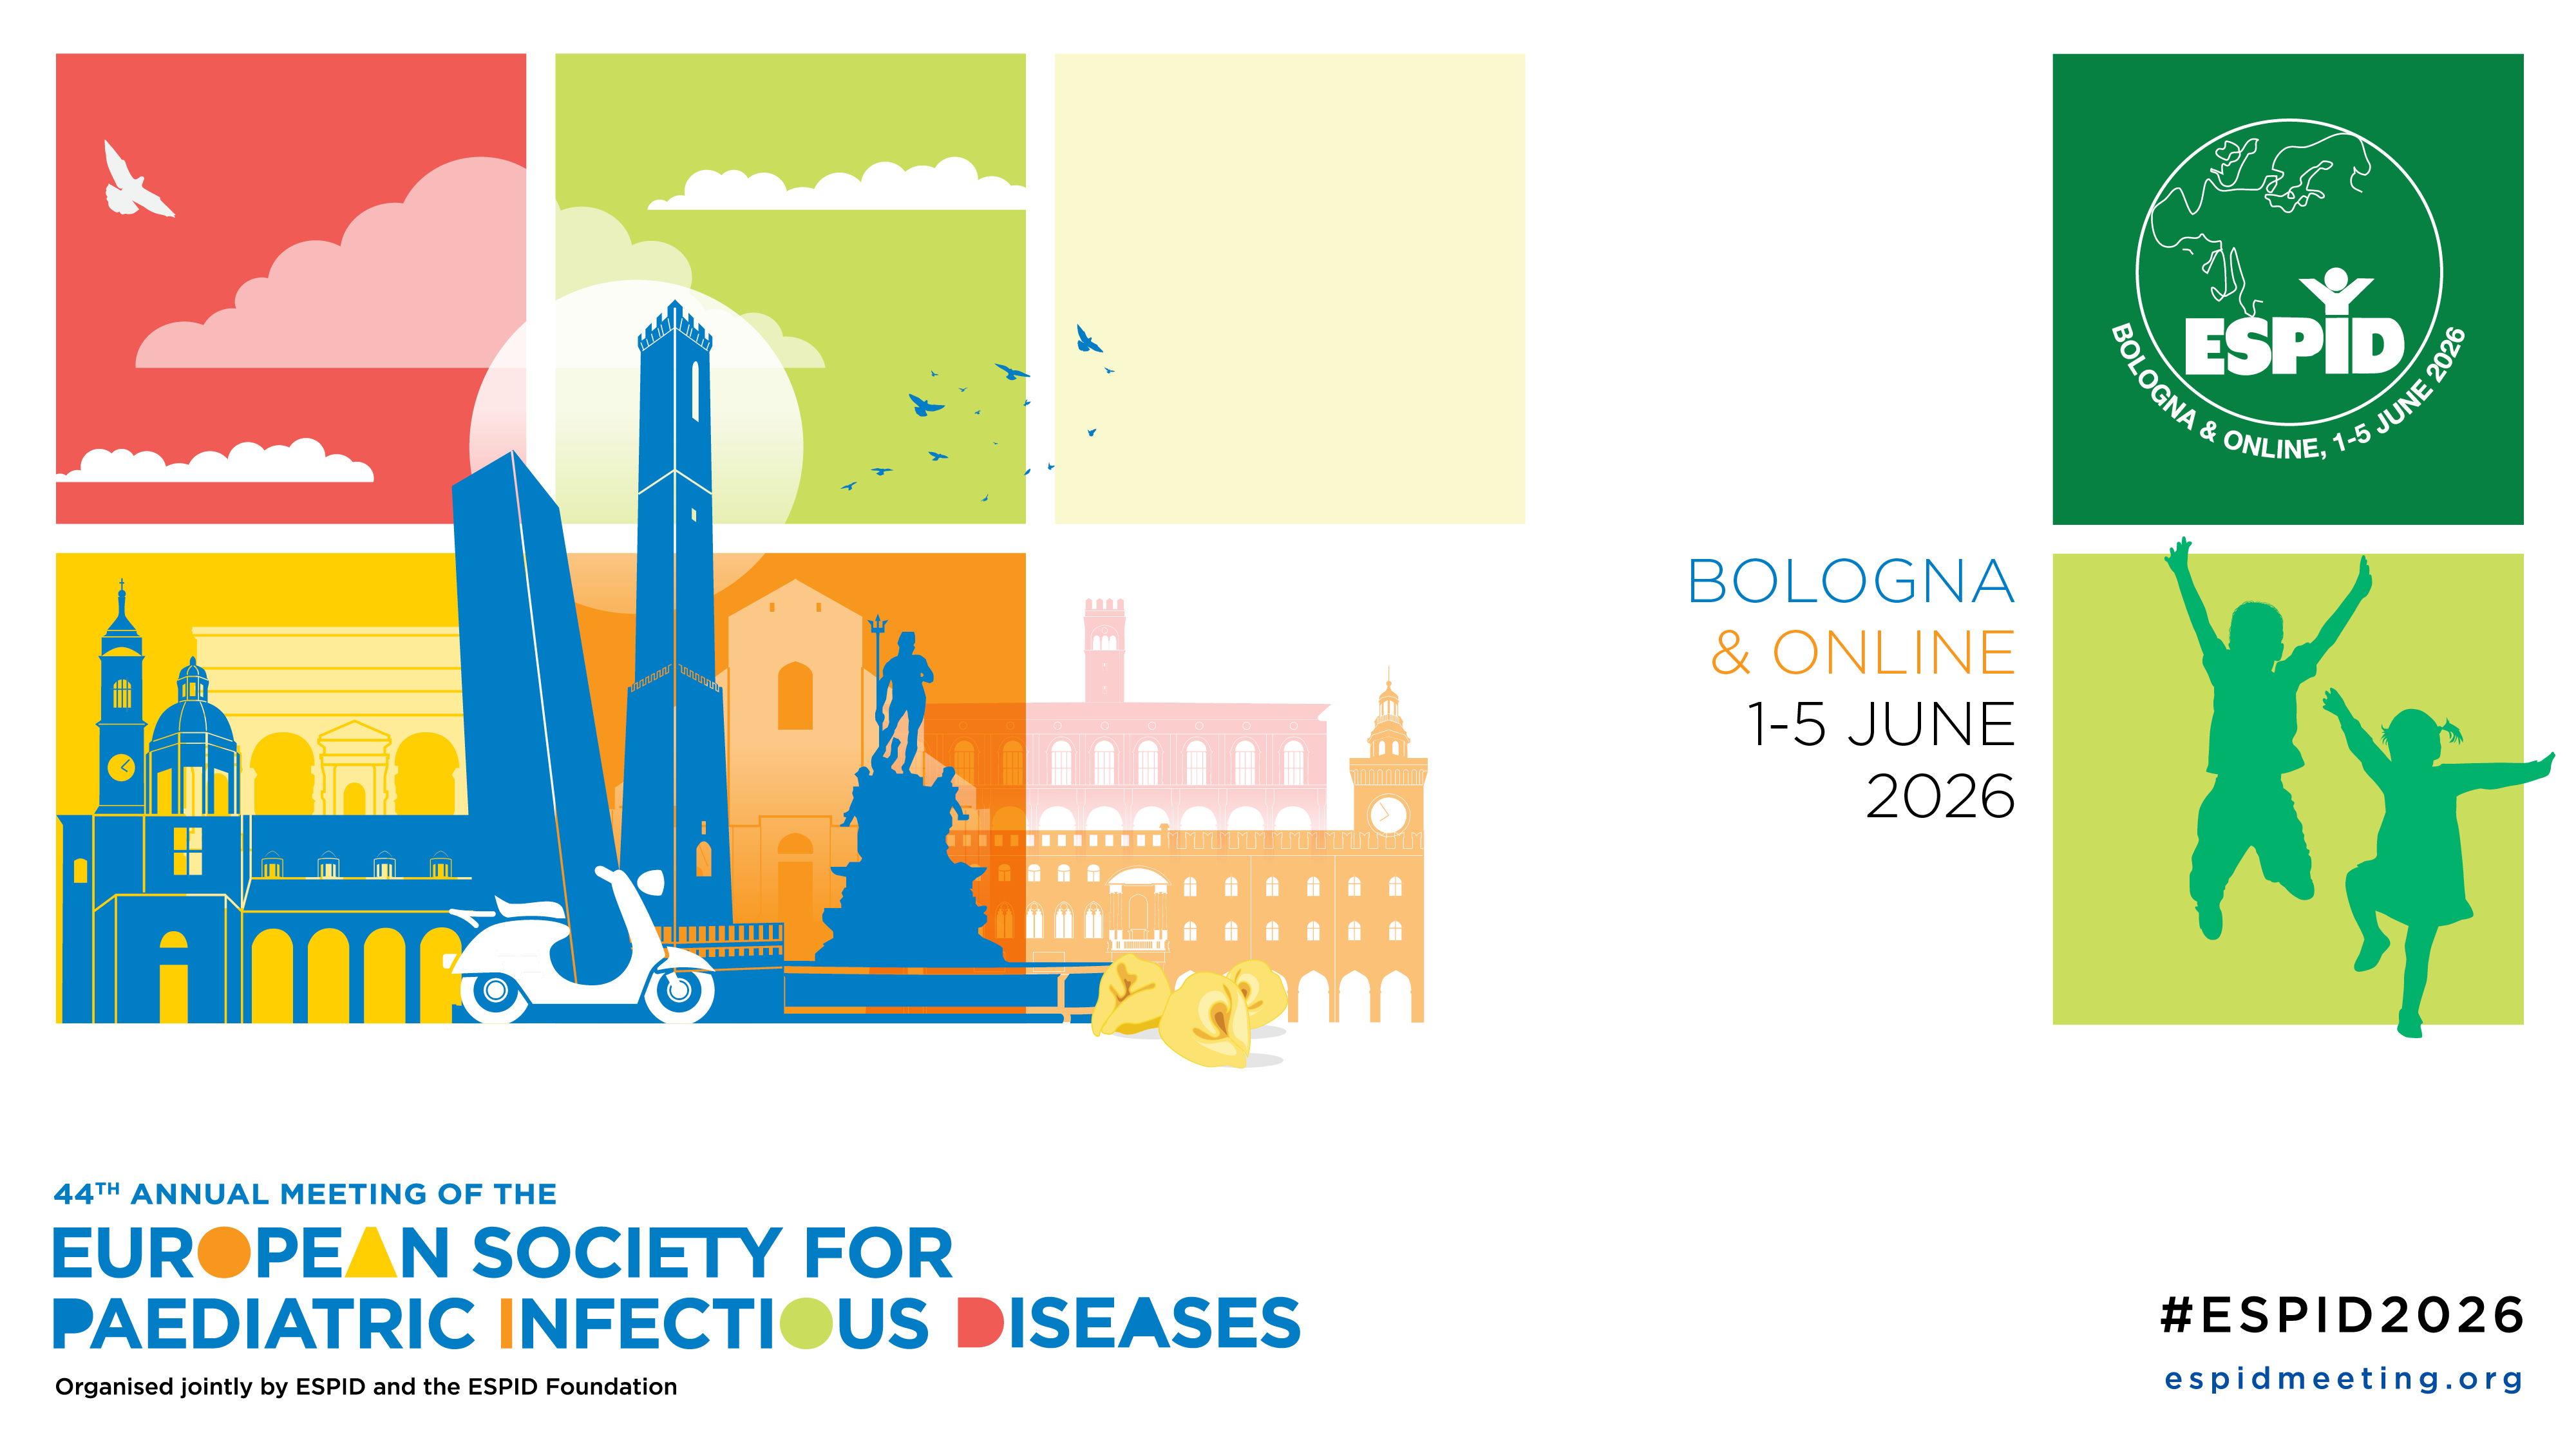 ESPID
BOLOGNA & ONLINE, 1-5 JUNE 2026
BOLOGNA
& ONLINE
1-5 JUNE
2026
44TH ANNUAL MEETING OF THE
EUROPEAN SOCIETY FOR
PAEDIATRIC INFECTIOUS DISEASES
Organised jointly by ESPID and the ESPID Foundation
#ESPID2026
espidmeeting.org